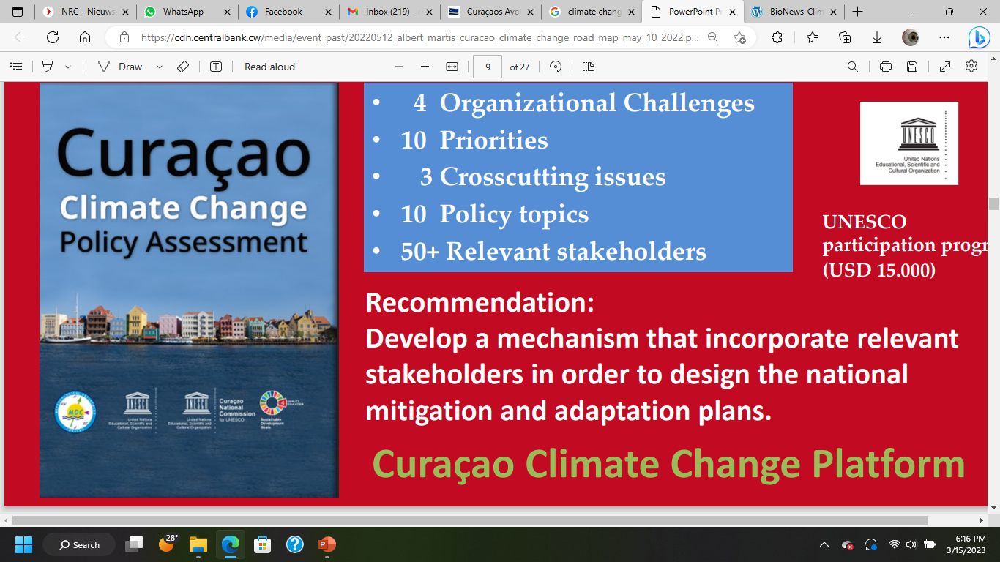 NRC - Nieuws
WhatsApp
Facebook
Inbox (219) -
Curaçaos Avo
climate chang
PowerPoint P
BioNews-Clim
https://cdn.centralbank.cw/media/event_past/20220512_albert_martis_curacao_climate_change_road_map_may_10_2022.p...
Draw
Read aloud
9 of 27
Curaçao
Climate Change
Policy Assessment
MDC
UNESCO
United Nations
Educational, Scientific and
Cultural Organization
UNESCO
United Nations
Educational, Scientific and
Cultural Organization
Curaçao
National
Commission
for UNESCO
4 QUALITY
EDUCATION
Sustainable
Development
Goals
• 4 Organizational Challenges
• 10 Priorities
• 3 Crosscutting issues
• 10 Policy topics
• 50+ Relevant stakeholders
UNESCO
United Nations
Educational, Scientific and
Cultural Organization
UNESCO
participation progr
(USD 15.000)
Recommendation:
Develop a mechanism that incorporate relevant
stakeholders in order to design the national
mitigation and adaptation plans.
Curaçao Climate Change Platform
Search
28°
6:16 PM
3/15/2023